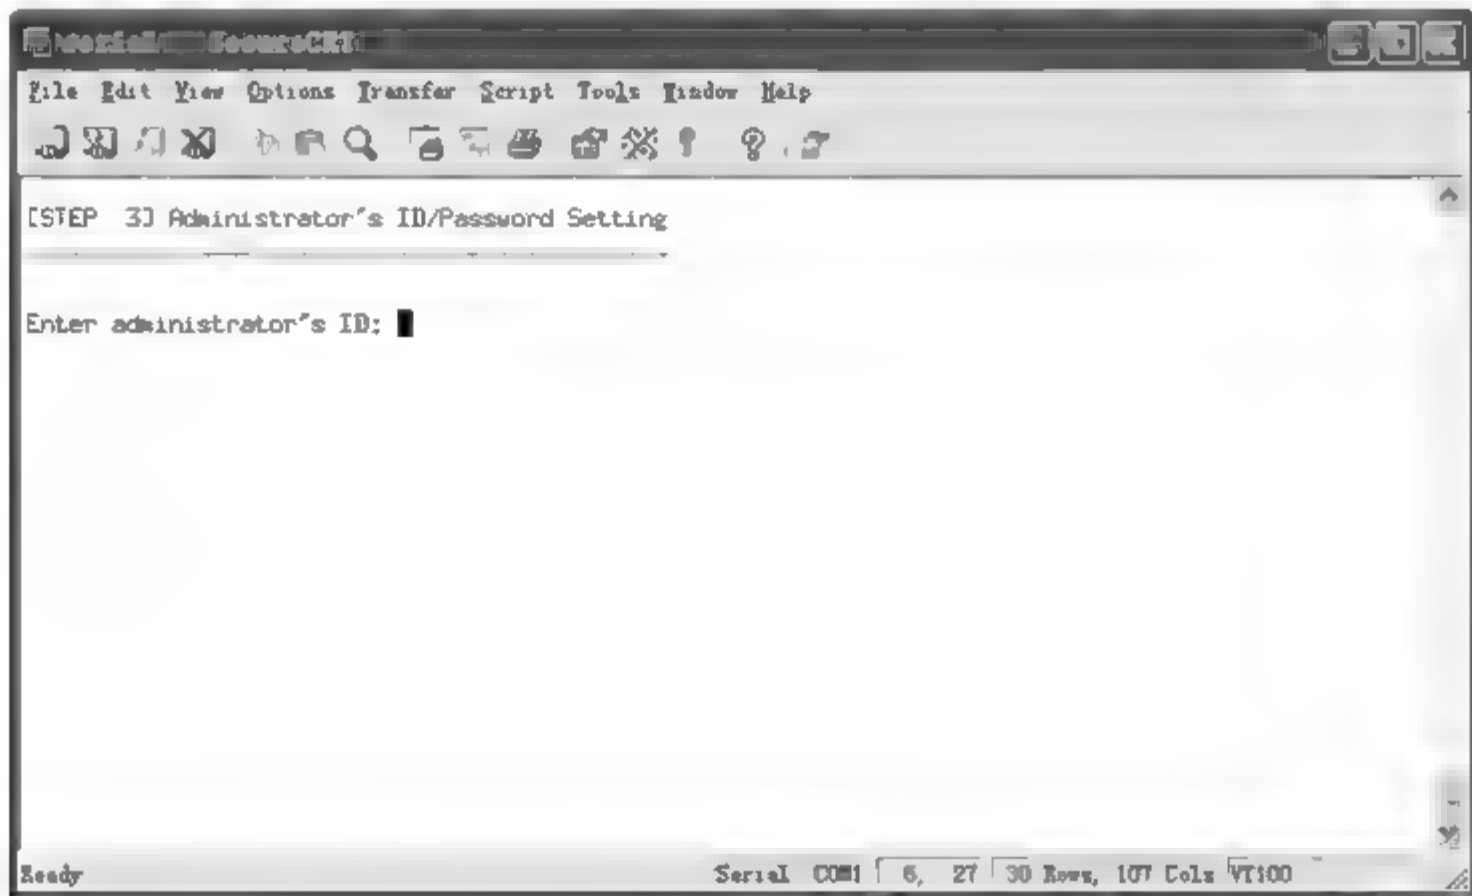 File Edit View Options Transfer Script Tools Window Help
[STEP  3] Administrator's ID/Password Setting
Enter administrator's ID:
Ready Serial COM1 6, 27 30 Rows, 107 Cols VT100